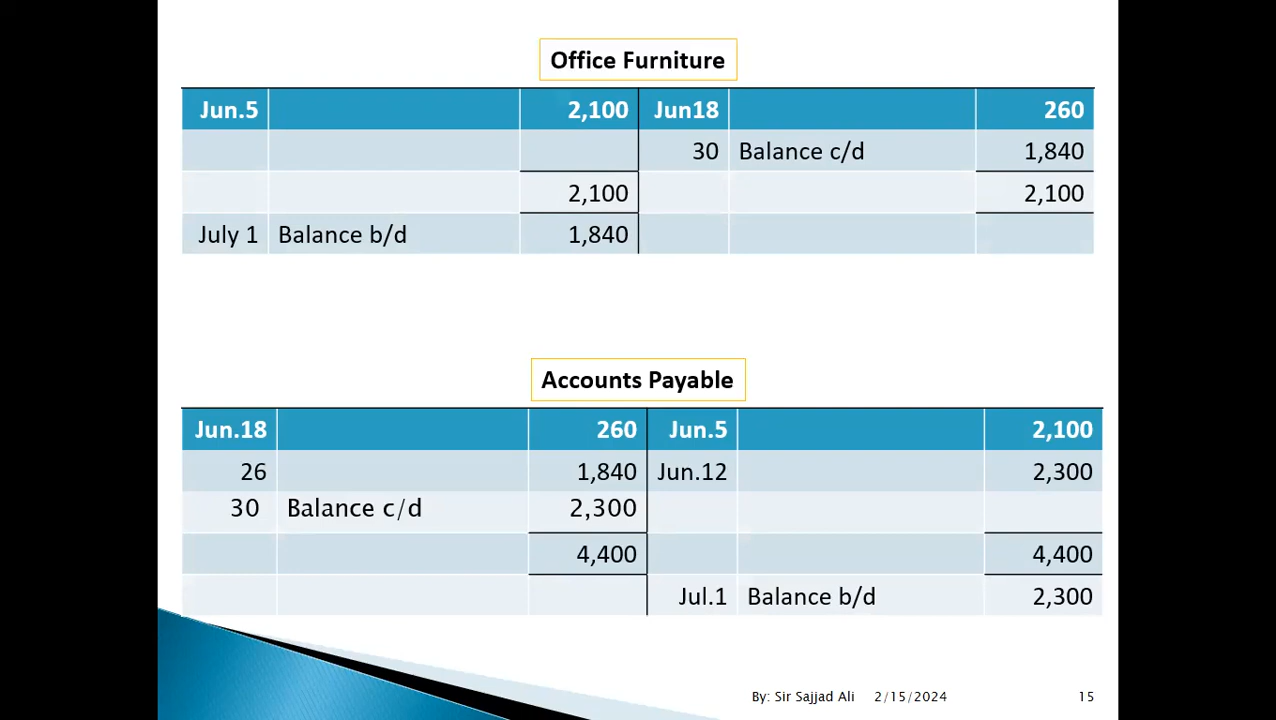 Office Furniture
Jun.5 2,100 Jun18 260
30 Balance c/d 1,840
2,100 2,100
July 1 Balance b/d 1,840
Accounts Payable
Jun.18 260 Jun.5 2,100
26 1,840 Jun.12 2,300
30 Balance c/d 2,300
4,400 4,400
Jul.1 Balance b/d 2,300
By: Sir Sajjad Ali 2/15/2024 15